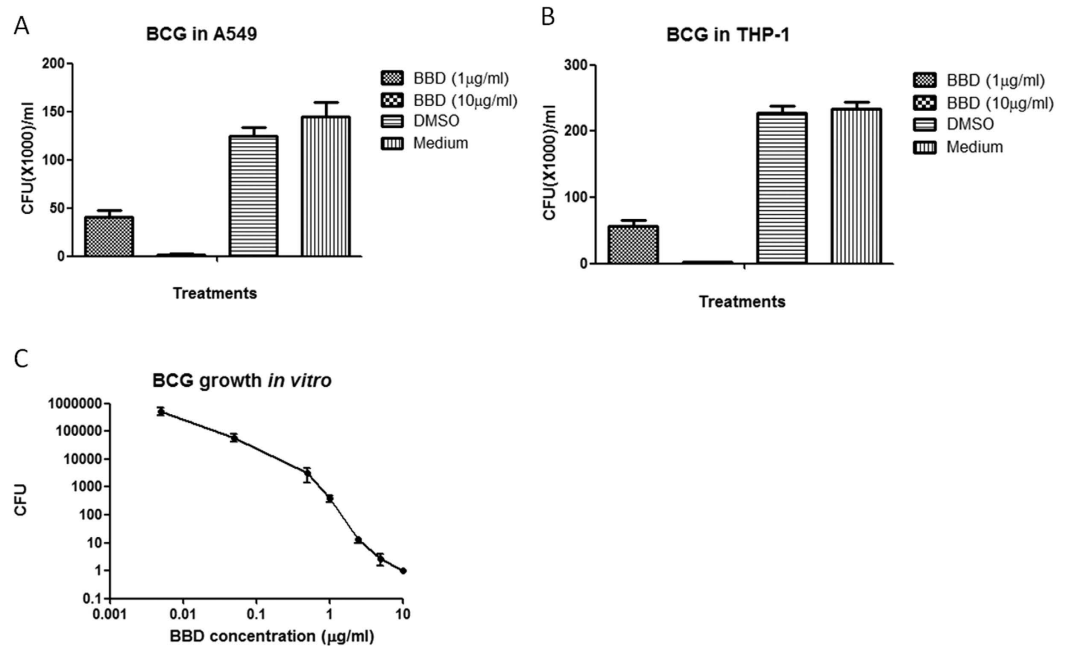 A
BCG in A549
CFU(X1000)/ml
200
150
100
50
0
Treatments
BBD (1μg/ml)
BBD (10μg/ml)
DMSO
Medium
B
BCG in THP-1
CFU(X1000)/ml
300
200
100
0
Treatments
BBD (1μg/ml)
BBD (10μg/ml)
DMSO
Medium
C
BCG growth in vitro
CFU
1000000
100000
10000
1000
100
10
1
0.1
0.001 0.01 0.1 1 10
BBD concentration (μg/ml)